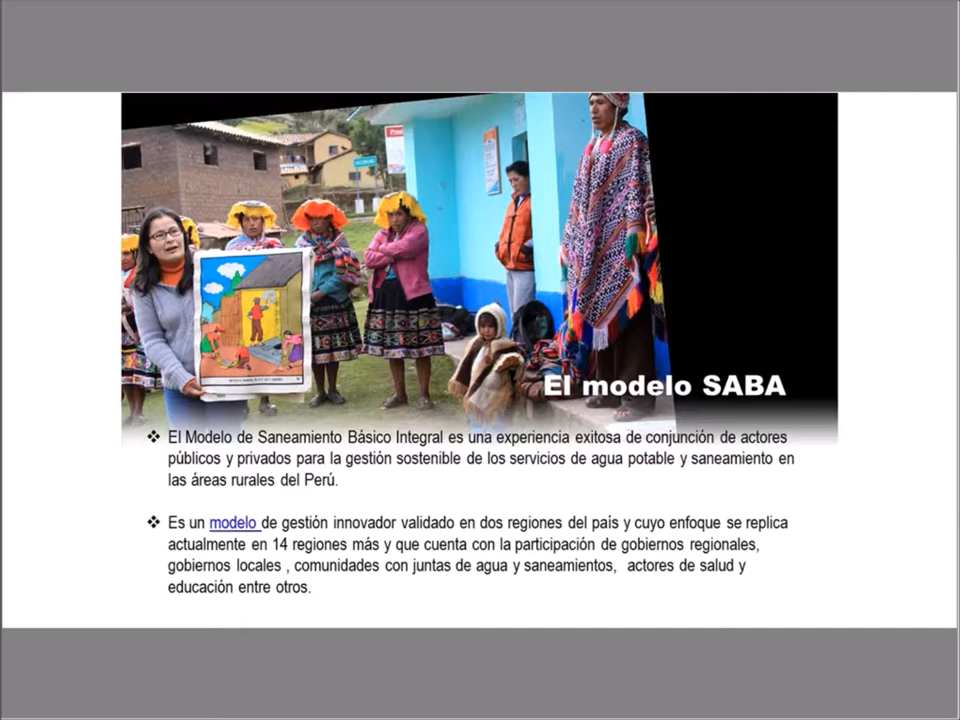 El modelo SABA
❖ El Modelo de Saneamiento Básico Integral es una experiencia exitosa de conjunción de actores
públicos y privados para la gestión sostenible de los servicios de agua potable y saneamiento en
las áreas rurales del Perú.
❖ Es un modelo de gestión innovador validado en dos regiones del país y cuyo enfoque se replica
actualmente en 14 regiones más y que cuenta con la participación de gobiernos regionales,
gobiernos locales , comunidades con juntas de agua y saneamientos, actores de salud y
educación entre otros.